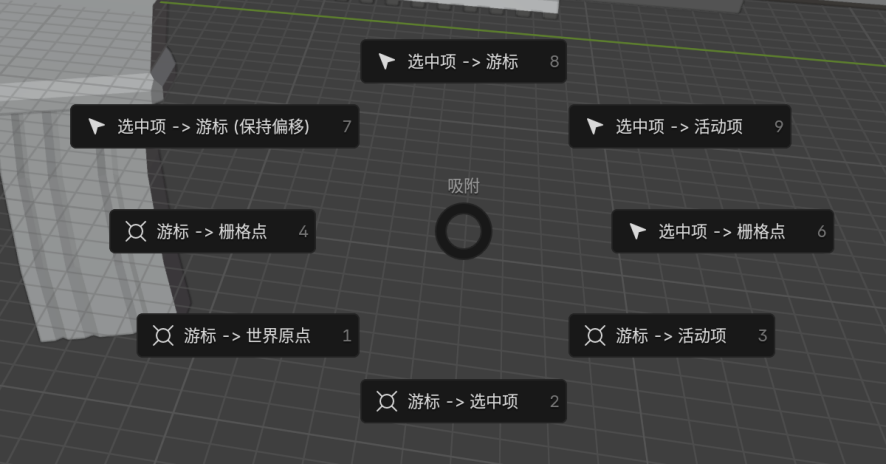 选中项 -> 游标 8
选中项 -> 游标 (保持偏移) 7
选中项 -> 活动项 9
吸附
游标 -> 栅格点 4
选中项 -> 栅格点 6
游标 -> 世界原点 1
游标 -> 活动项 3
游标 -> 选中项 2